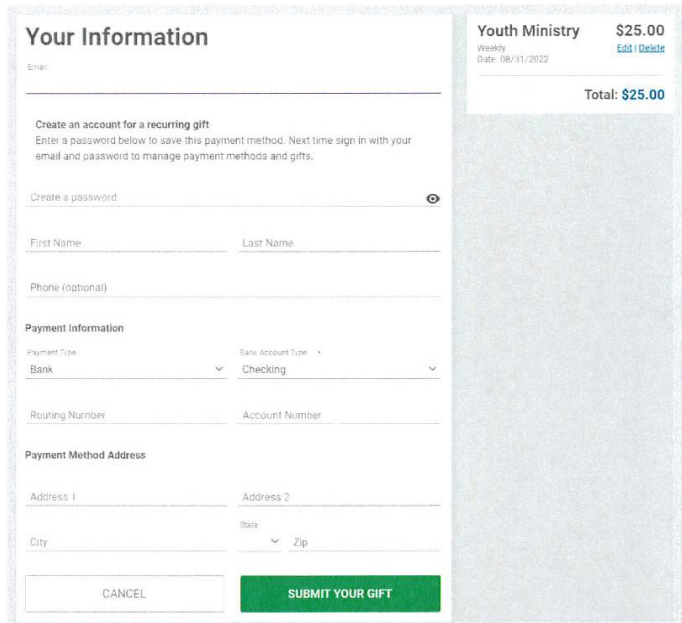 Your Information
Email
Create an account for a recurring gift
Enter a password below to save this payment method. Next time sign in with your
email and password to manage payment methods and gifts.
Create a password
First Name
Last Name
Phone (optional)
Payment Information
Payment Type
Bank Account Type
Bank
Checking
Routing Number
Account Number
Payment Method Address
Address 1
Address 2
City
State
Zip
CANCEL
SUBMIT YOUR GIFT
Youth Ministry
$25.00
Weekly
Edit | Delete
Date: 08/31/2022
Total: $25.00